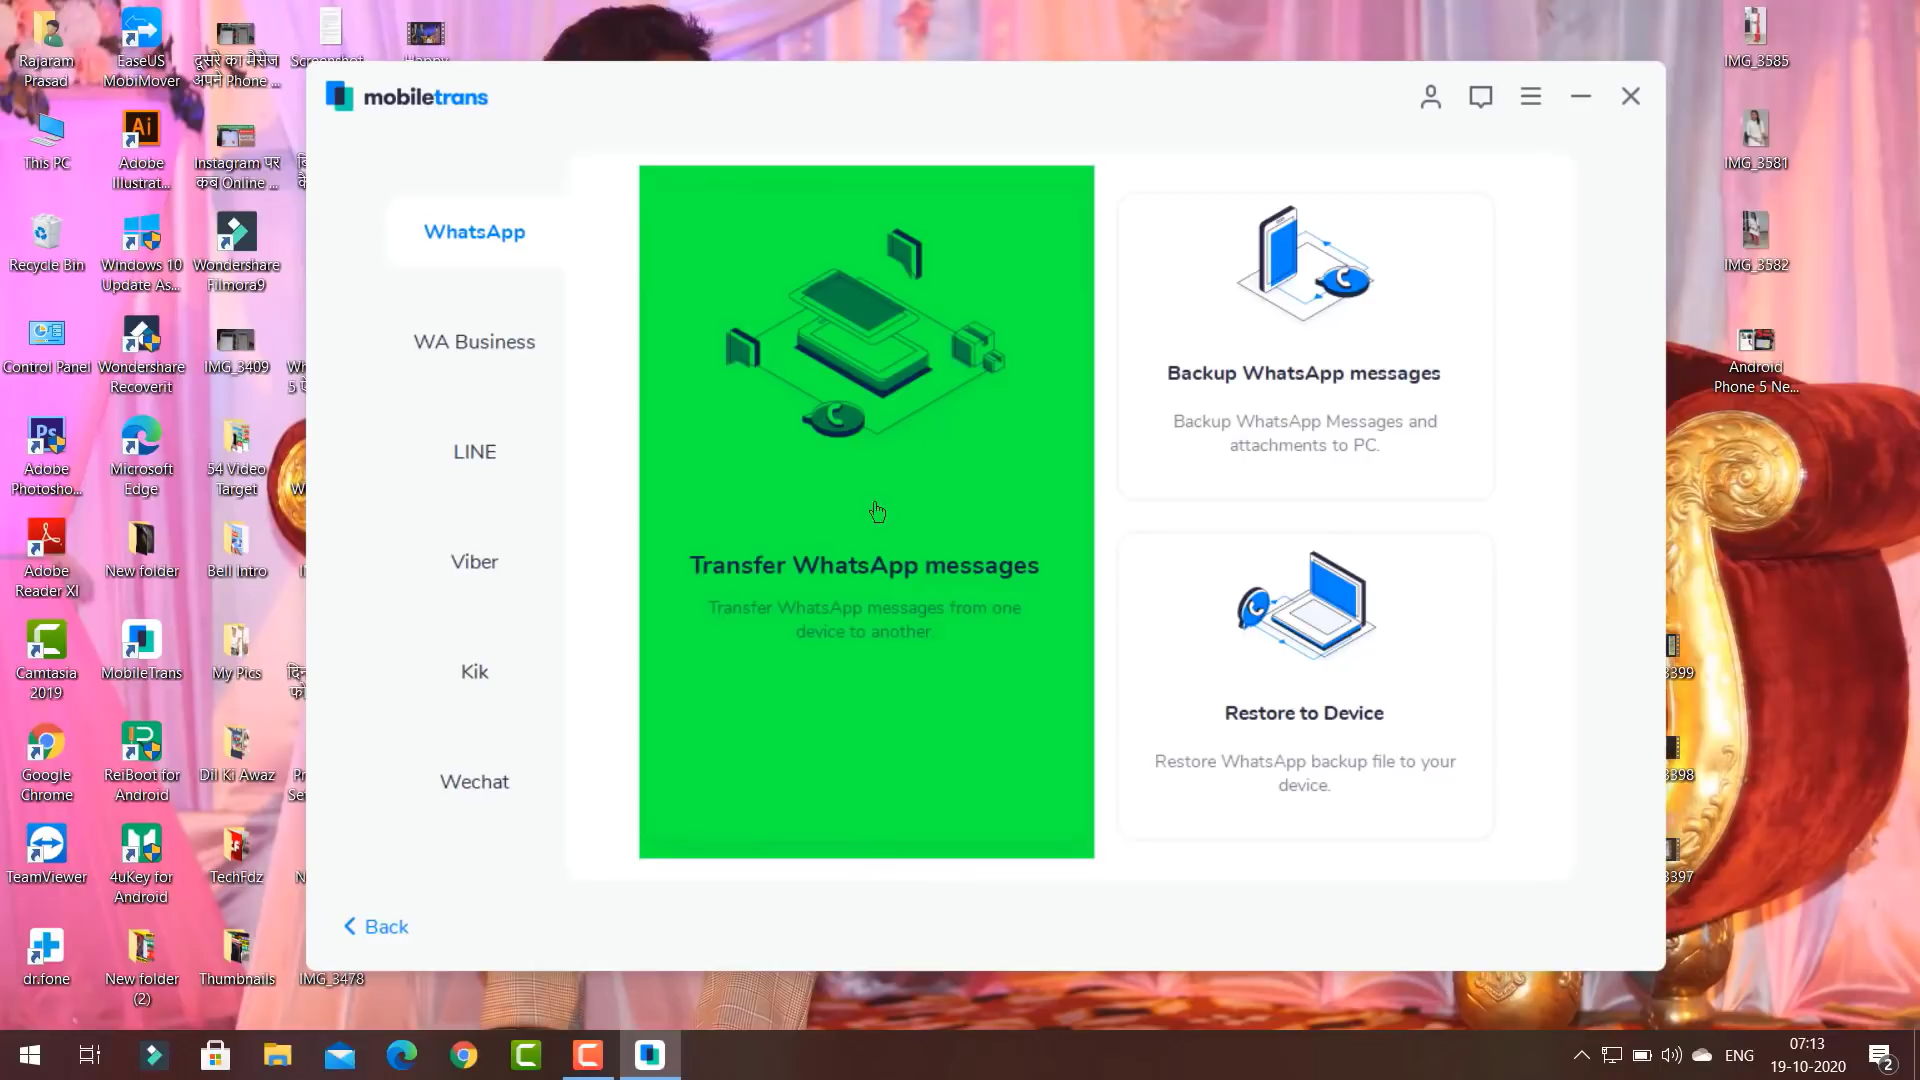 Rajaram
Prasad
EaseUS
MobiMover
दूसरे का मैसेज
अपने Phone ...
Screenshot
Happy
This PC
Adobe
Illustrat...
Instagram पर
कब Online ...
Recycle Bin
Windows 10
Update As...
Wondershare
Filmora9
Control Panel
Wondershare
Recoverit
IMG_3409
Adobe
Photosho...
Microsoft
Edge
54 Video
Target
Adobe
Reader XI
New folder
Bell Intro
Camtasia
2019
MobileTrans
My Pics
Google
Chrome
ReiBoot for
Android
Dil Ki Awaz
TeamViewer
4uKey for
Android
TechFdz
dr.fone
New folder
(2)
Thumbnails
IMG_3478
mobiletrans
WhatsApp
WA Business
LINE
Viber
Kik
Wechat
Back
Transfer WhatsApp messages
Transfer WhatsApp messages from one
device to another.
Backup WhatsApp messages
Backup WhatsApp Messages and
attachments to PC.
Restore to Device
Restore WhatsApp backup file to your
device.
IMG_3585
IMG_3581
IMG_3582
Android
Phone 5 Ne...
3399
3398
3397
ENG
07:13
19-10-2020
2